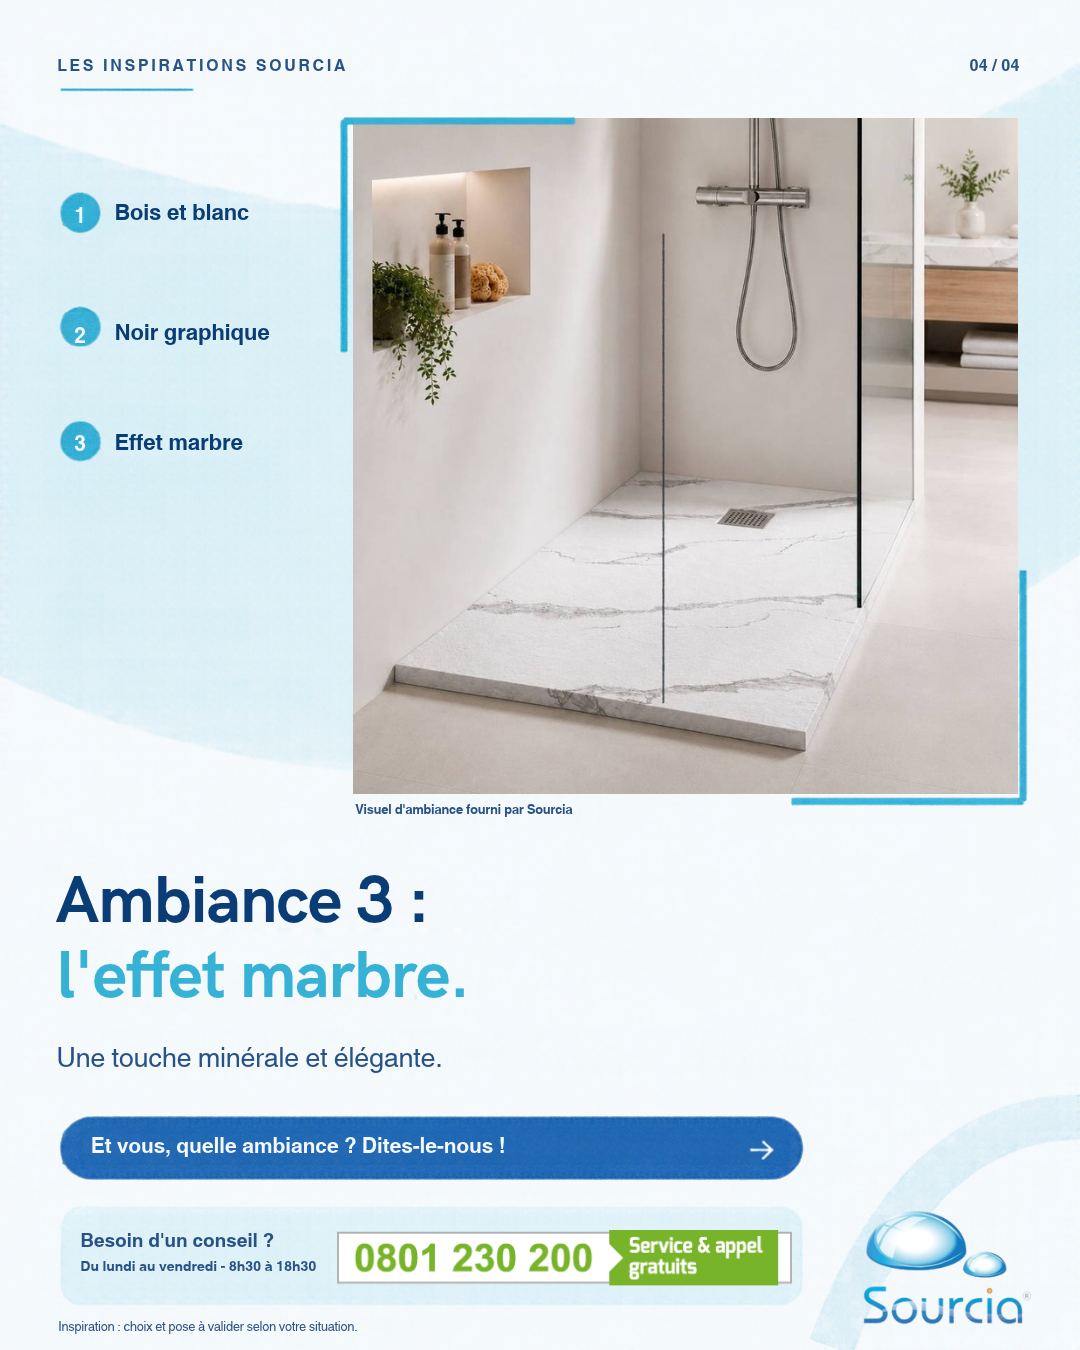 LES INSPIRATIONS SOURCIA
04 / 04
1 Bois et blanc
2 Noir graphique
3 Effet marbre
Visuel d'ambiance fourni par Sourcia
Ambiance 3 :
l'effet marbre.
Une touche minérale et élégante.
Et vous, quelle ambiance ? Dites-le-nous !
Besoin d'un conseil ?
Du lundi au vendredi - 8h30 à 18h30
0801 230 200
Service & appel
gratuits
Sourcia®
Inspiration : choix et pose à valider selon votre situation.